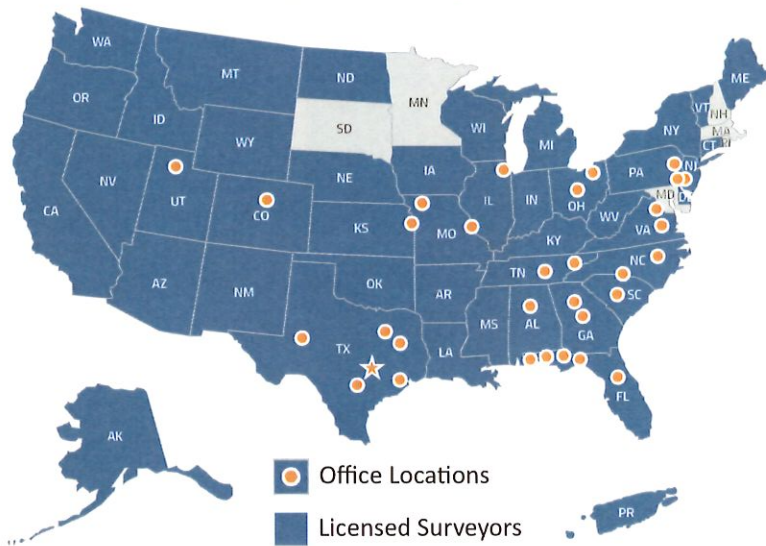 WA
MT
ND
MN
ME
OR
ID
WY
SD
WI
MI
NY
VT
NH
MA
CT
RI
NV
UT
CO
NE
IA
IL
IN
OH
PA
NJ
MD
DE
CA
KS
MO
KY
WV
VA
AZ
NM
OK
AR
TN
NC
SC
TX
LA
MS
AL
GA
FL
AK
PR
Office Locations
Licensed Surveyors